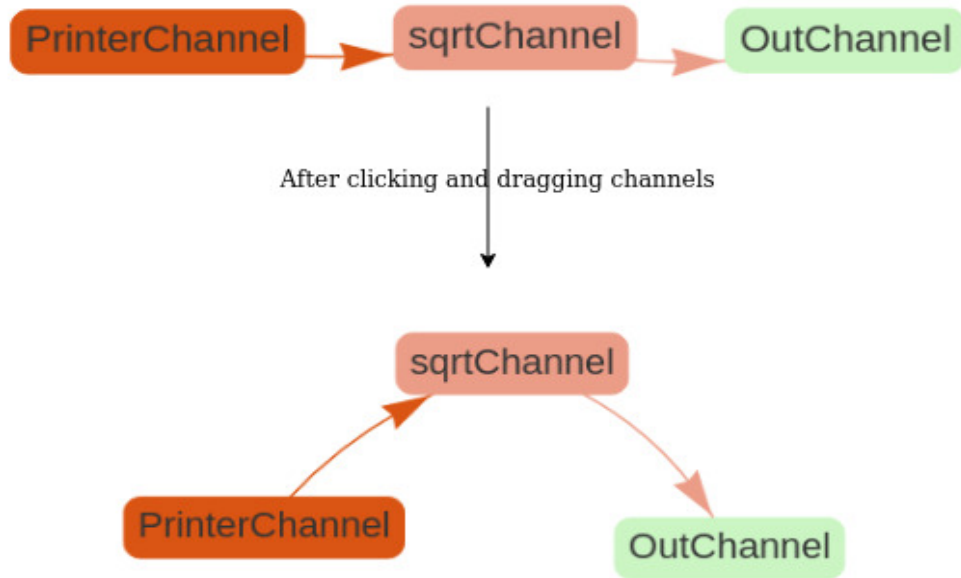 PrinterChannel
sqrtChannel
OutChannel
After clicking and dragging channels
sqrtChannel
PrinterChannel
OutChannel